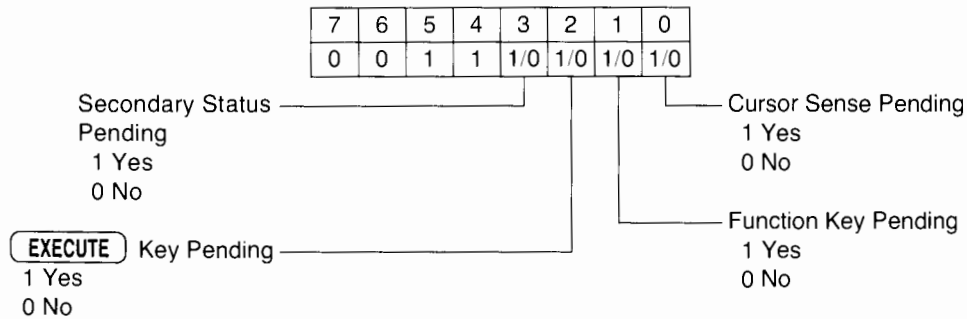 7 6 5 4 3 2 1 0
0 0 1 1 1/0 1/0 1/0 1/0
Secondary Status
Pending
1 Yes
0 No
EXECUTE Key Pending
1 Yes
0 No
Cursor Sense Pending
1 Yes
0 No
Function Key Pending
1 Yes
0 No